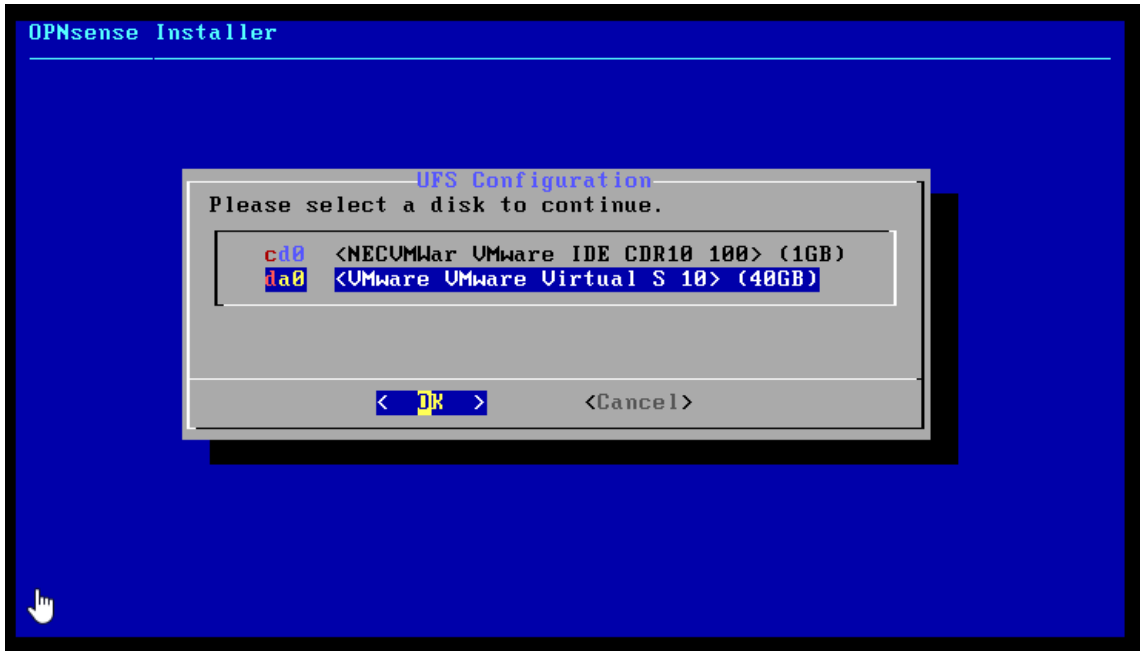 OPNsense Installer
UFS Configuration
Please select a disk to continue.
cd0 <NECVMWar VMware IDE CDR10 100> (1GB)
da0 <VMware VMware Virtual S 10> (40GB)
< OK > <Cancel>